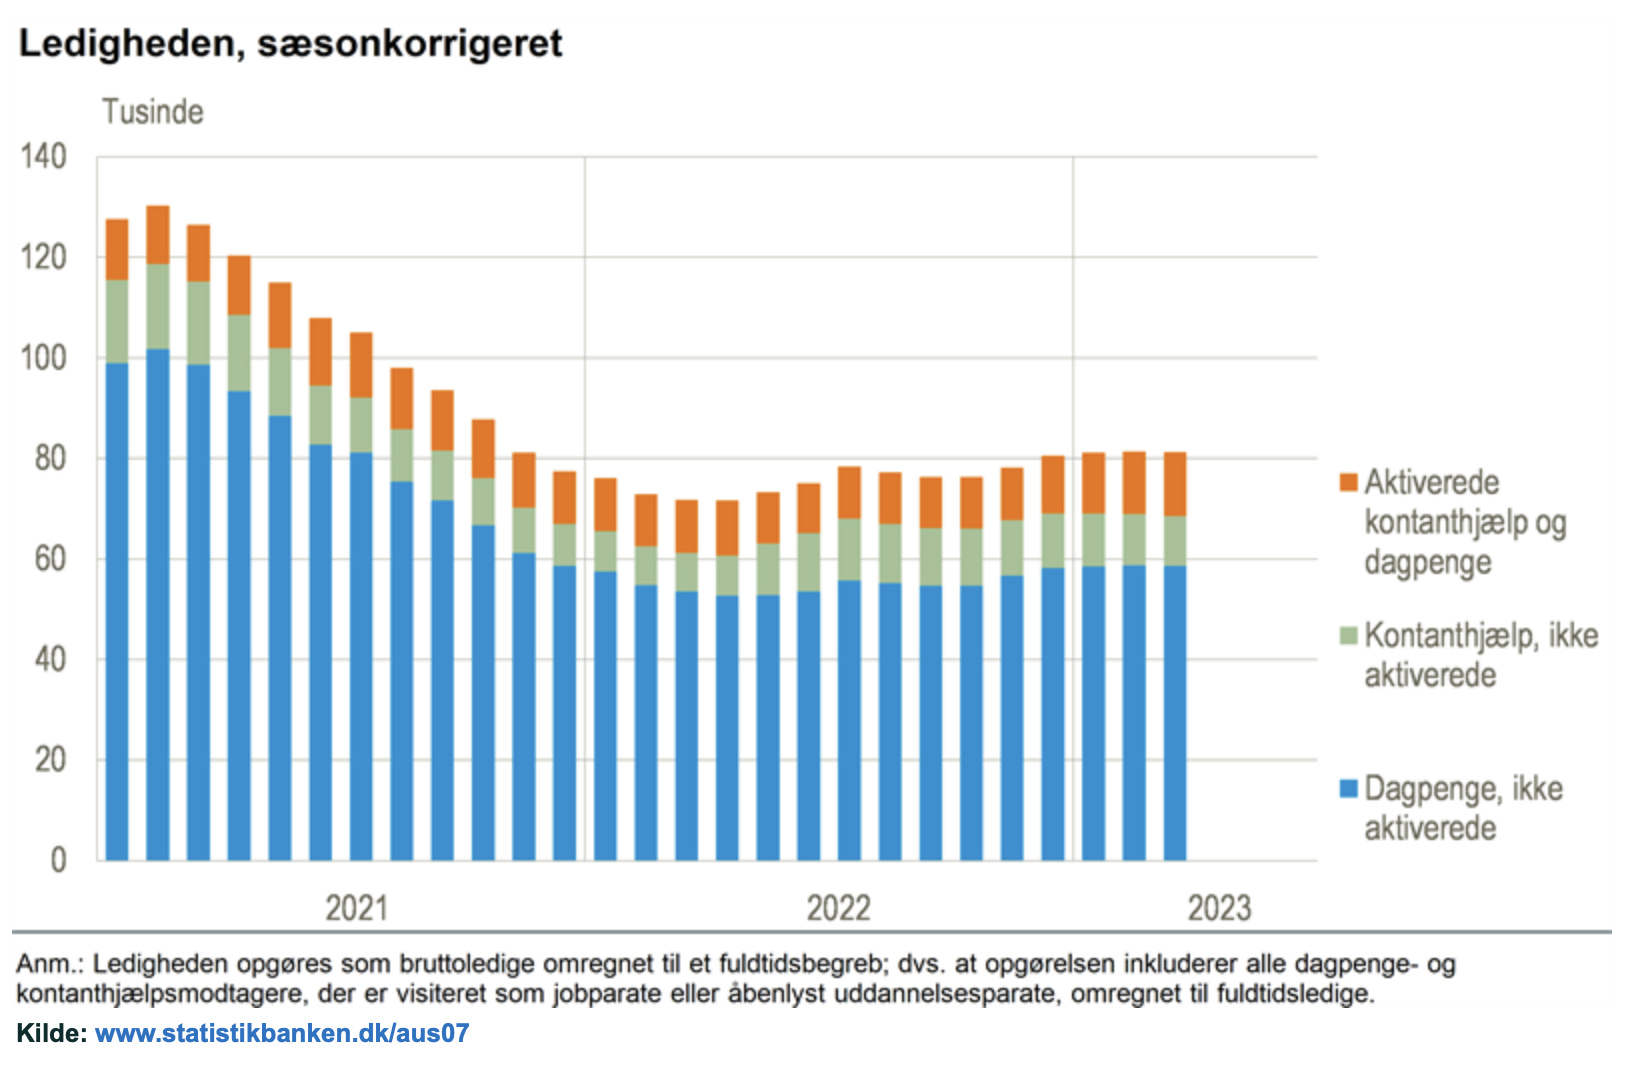 Ledigheden, sæsonkorrigeret
Tusinde
140
120
100
80
60
40
20
0
2021
2022
2023
Aktiverede
kontanthjælp og
dagpenge
Kontanthjælp, ikke
aktiverede
Dagpenge, ikke
aktiverede
Anm.: Ledigheden opgøres som bruttoledige omregnet til et fuldtidsbegreb; dvs. at opgørelsen inkluderer alle dagpenge- og
kontanthjælpsmodtagere, der er visiteret som jobparate eller åbenlyst uddannelsesparate, omregnet til fuldtidsledige.
Kilde: www.statistikbanken.dk/aus07